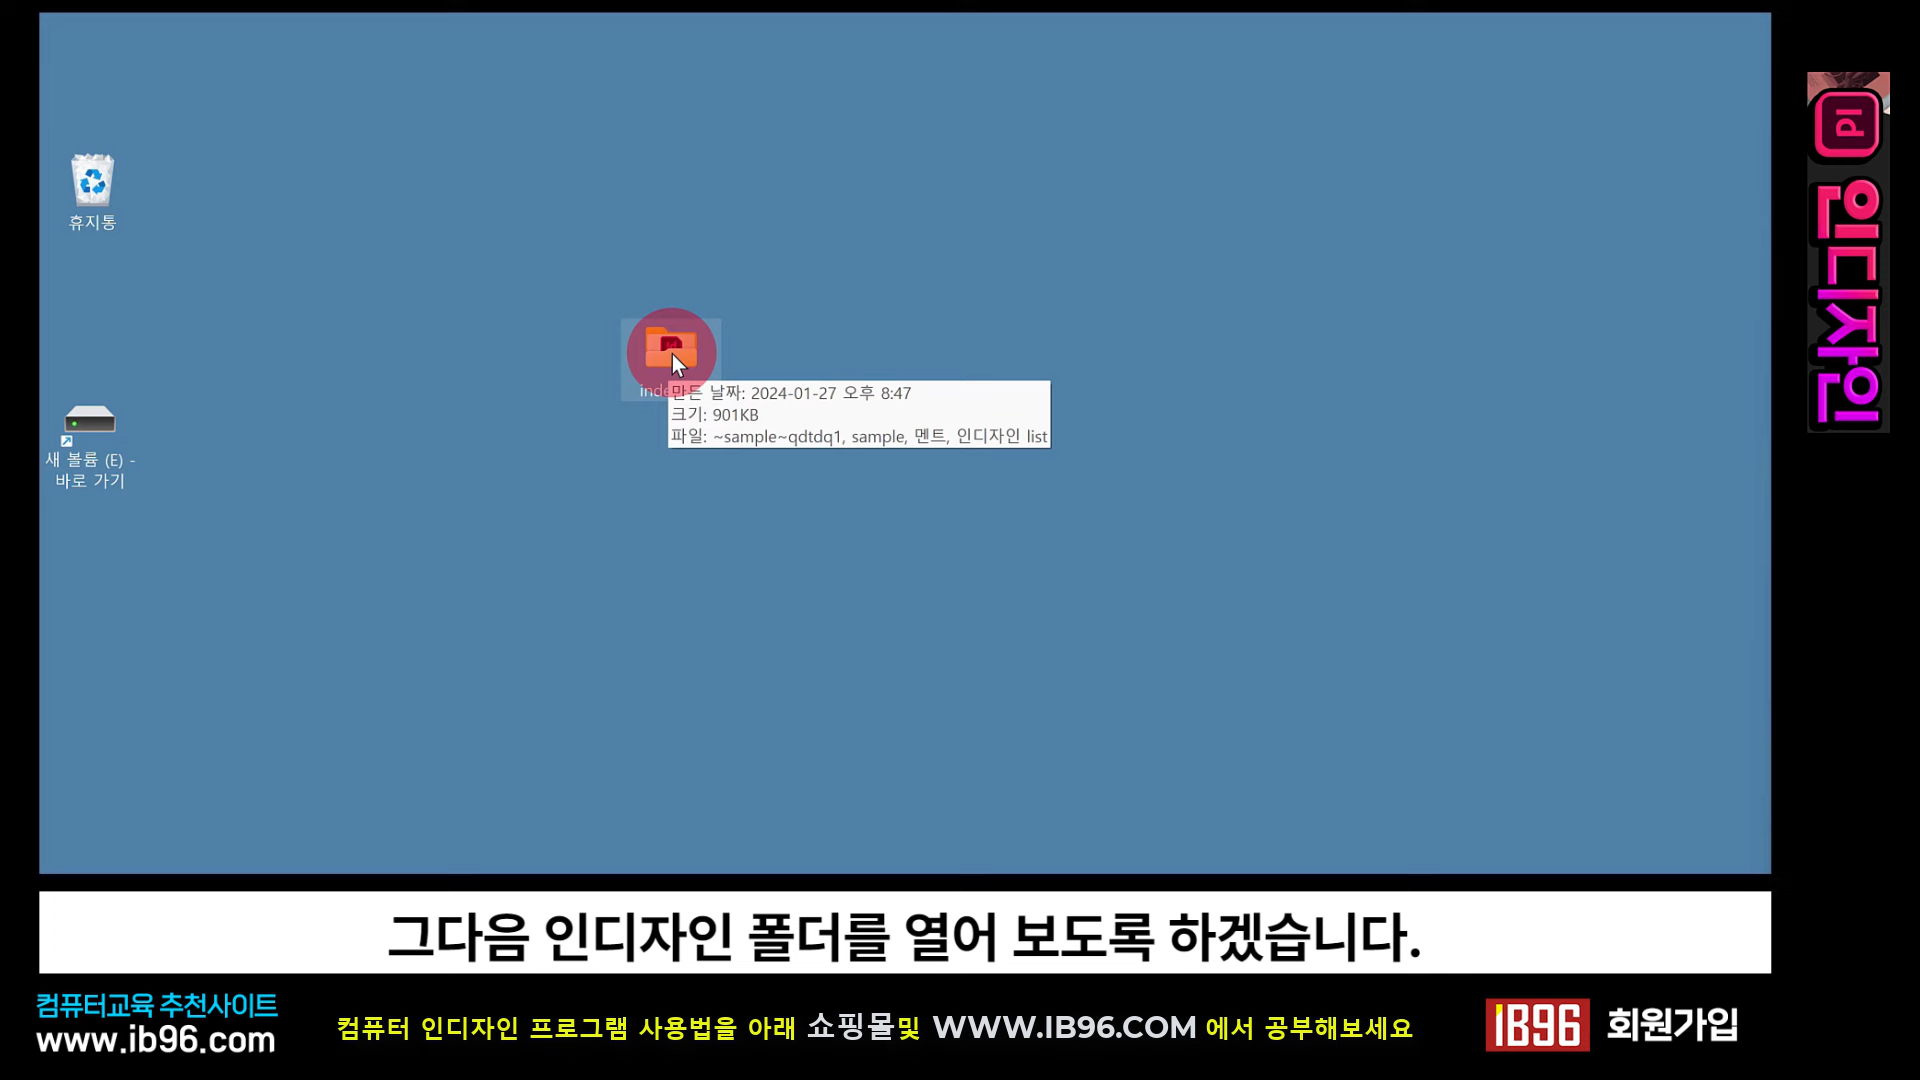 휴지통
새 볼륨 (E) -
바로 가기
inde
만든 날짜: 2024-01-27 오후 8:47
크기: 901KB
파일: ~sample~qdtdq1, sample, 멘트, 인디자인 list
Id 인디자인
그다음 인디자인 폴더를 열어 보도록 하겠습니다.
컴퓨터교육 추천사이트
www.ib96.com
컴퓨터 인디자인 프로그램 사용법을 아래 쇼핑몰및 WWW.IB96.COM 에서 공부해보세요
IB96 회원가입